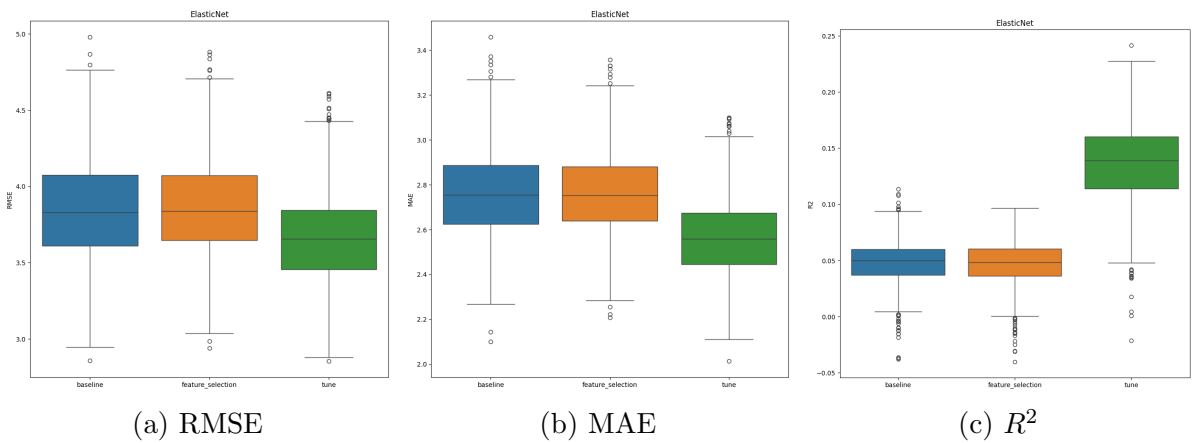 ElasticNet
5.0
4.5
4.0
3.5
3.0
RMSE
baseline feature_selection tune
(a) RMSE
ElasticNet
3.4
3.2
3.0
2.8
2.6
2.4
2.2
2.0
MAE
baseline feature_selection tune
(b) MAE
ElasticNet
0.25
0.20
0.15
0.10
0.05
0.00
−0.05
R2
baseline feature_selection tune
(c) R²